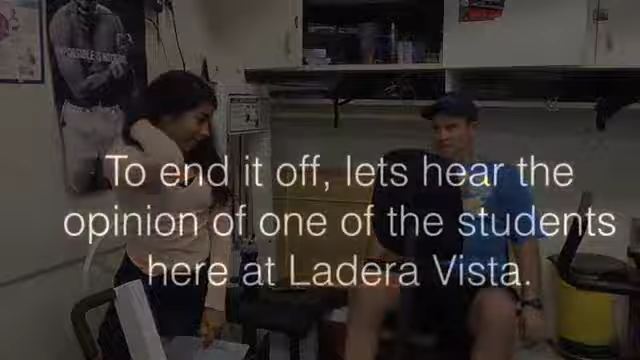 To end it off, lets hear the
opinion of one of the students
here at Ladera Vista.